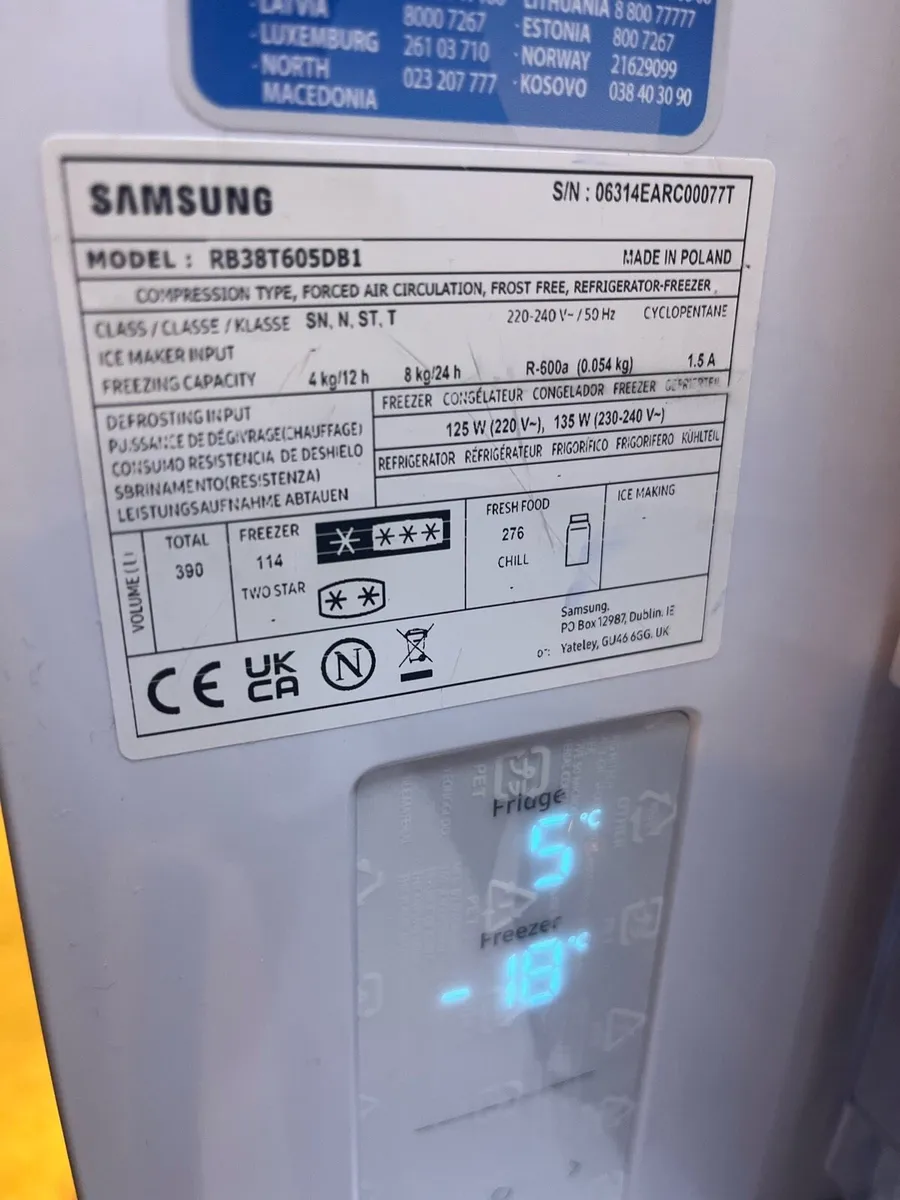 LATVIA 8000 7267
LITHUANIA 8 800 77777
· LUXEMBURG 261 03 710
· ESTONIA 800 7267
· NORTH MACEDONIA 023 207 777
· NORWAY 21629099
· KOSOVO 038 40 30 90
SAMSUNG
S/N : 06314EARC00077T
MODEL : RB38T605DB1
MADE IN POLAND
COMPRESSION TYPE, FORCED AIR CIRCULATION, FROST FREE, REFRIGERATOR-FREEZER
CLASS / CLASSE / KLASSE SN, N, ST, T
220-240 V~ / 50 Hz CYCLOPENTANE
ICE MAKER INPUT
FREEZING CAPACITY 4 kg/12 h 8 kg/24 h R-600a (0.054 kg) 1.5 A
DEFROSTING INPUT
PUISSANCE DE DÉGIVRAGE(CHAUFFAGE)
CONSUMO RESISTENCIA DE DESHIELO
SBRINAMENTO(RESISTENZA)
LEISTUNGSAUFNAHME ABTAUEN
FREEZER CONGÉLATEUR CONGELADOR FREEZER GEFRIERTEIL
125 W (220 V~), 135 W (230-240 V~)
REFRIGERATOR RÉFRIGÉRATEUR FRIGORÍFICO FRIGORIFERO KÜHLTEIL
-
VOLUME (L)
TOTAL
390
FREEZER
114
TWO STAR
-
FRESH FOOD
276
CHILL
-
ICE MAKING
-
Samsung.
PO Box 12987, Dublin. IE
or: Yateley, GU46 6GG. UK
CE UK CA N
PET
Fridge
5 °C
Freezer
-18 °C